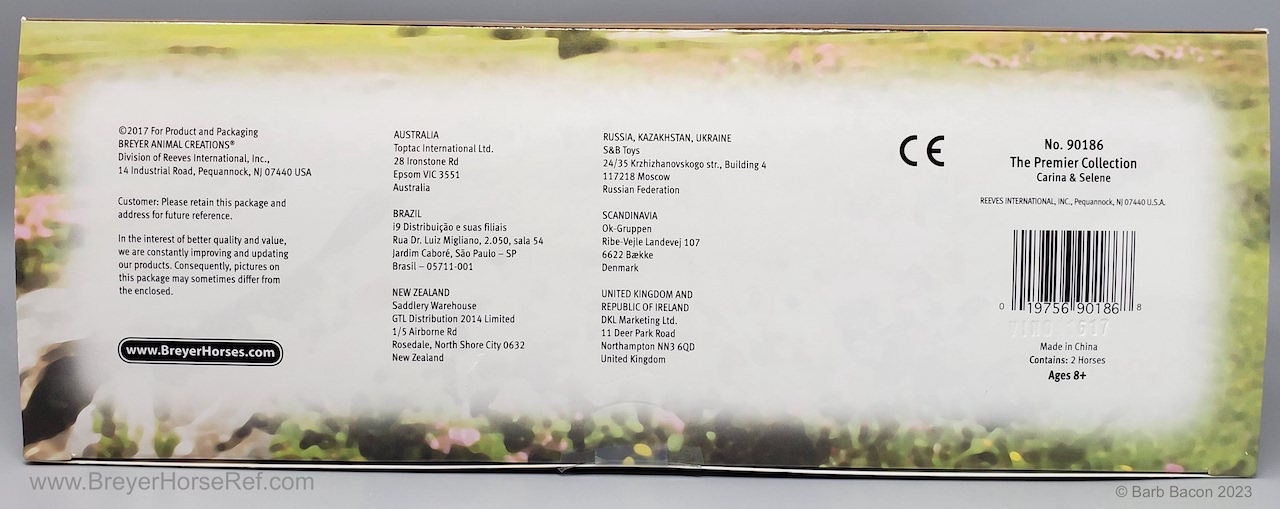 ©2017 For Product and Packaging
BREYER ANIMAL CREATIONS®
Division of Reeves International, Inc.,
14 Industrial Road, Pequannock, NJ 07440 USA
Customer: Please retain this package and
address for future reference.
In the interest of better quality and value,
we are constantly improving and updating
our products. Consequently, pictures on
this package may sometimes differ from
the enclosed.
www.BreyerHorses.com
AUSTRALIA
Toptac International Ltd.
28 Ironstone Rd
Epsom VIC 3551
Australia
BRAZIL
i9 Distribuição e suas filiais
Rua Dr. Luiz Migliano, 2.050, sala 54
Jardim Caboré, São Paulo – SP
Brasil – 05711-001
NEW ZEALAND
Saddlery Warehouse
GTL Distribution 2014 Limited
1/5 Airborne Rd
Rosedale, North Shore City 0632
New Zealand
RUSSIA, KAZAKHSTAN, UKRAINE
S&B Toys
24/35 Krzhizhanovskogo str., Building 4
117218 Moscow
Russian Federation
SCANDINAVIA
Ok-Gruppen
Ribe-Vejle Landevej 107
6622 Bække
Denmark
UNITED KINGDOM AND
REPUBLIC OF IRELAND
DKL Marketing Ltd.
11 Deer Park Road
Northampton NN3 6QD
United Kingdom
CE
No. 90186
The Premier Collection
Carina & Selene
REEVES INTERNATIONAL, INC., Pequannock, NJ 07440 U.S.A.
0 19756 90186 8
Made in China
Contains: 2 Horses
Ages 8+
www.BreyerHorseRef.com
© Barb Bacon 2023